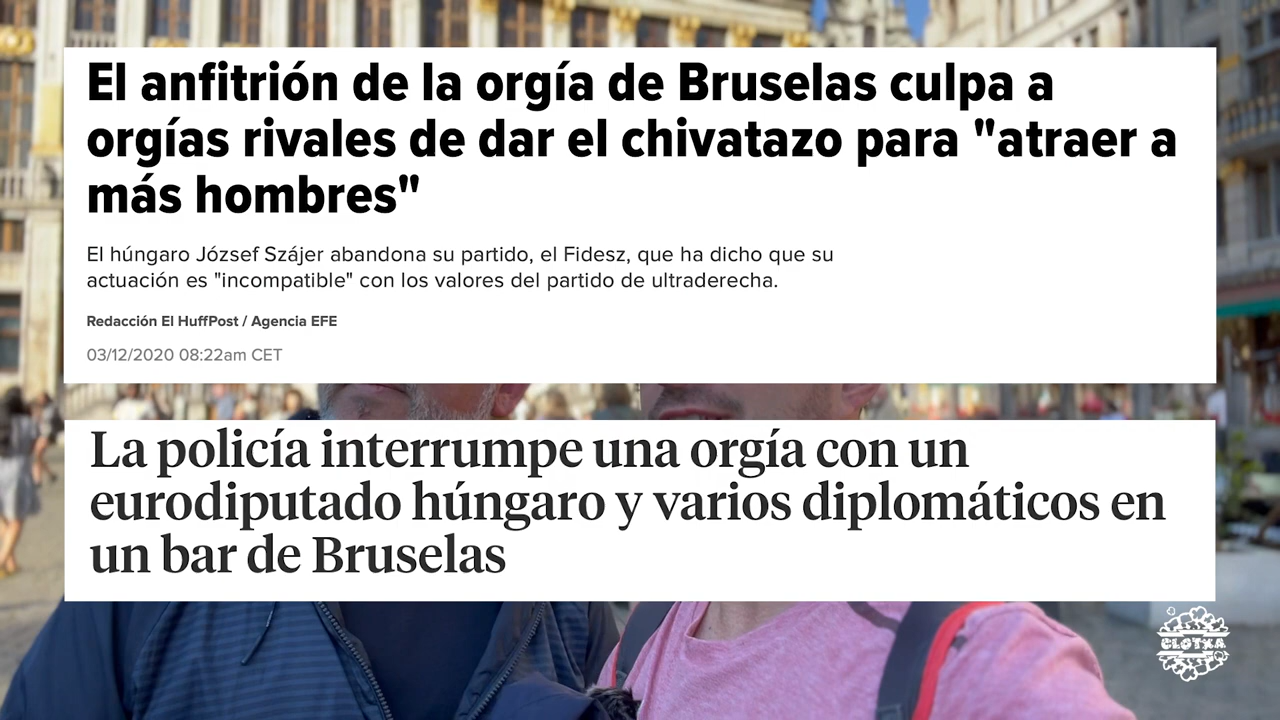 El anfitrión de la orgía de Bruselas culpa a
orgías rivales de dar el chivatazo para "atraer a
más hombres"
El húngaro József Szájer abandona su partido, el Fidesz, que ha dicho que su
actuación es "incompatible" con los valores del partido de ultraderecha.
Redacción El HuffPost / Agencia EFE
03/12/2020 08:22am CET
La policía interrumpe una orgía con un
eurodiputado húngaro y varios diplomáticos en
un bar de Bruselas
CLOTXA